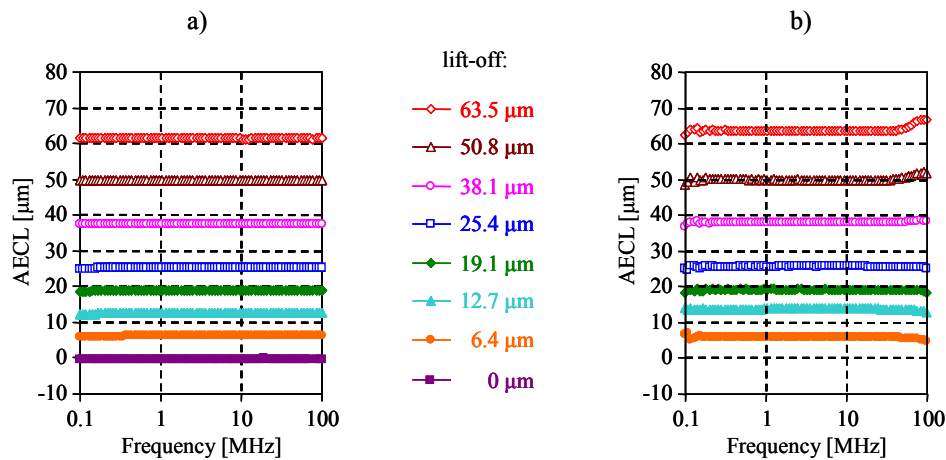 a)
80
70
60
50
40
30
20
10
0
-10
AECL [µm]
0.1 1 10 100
Frequency [MHz]
lift-off:
63.5 µm
50.8 µm
38.1 µm
25.4 µm
19.1 µm
12.7 µm
6.4 µm
0 µm
b)
80
70
60
50
40
30
20
10
0
-10
AECL [µm]
0.1 1 10 100
Frequency [MHz]